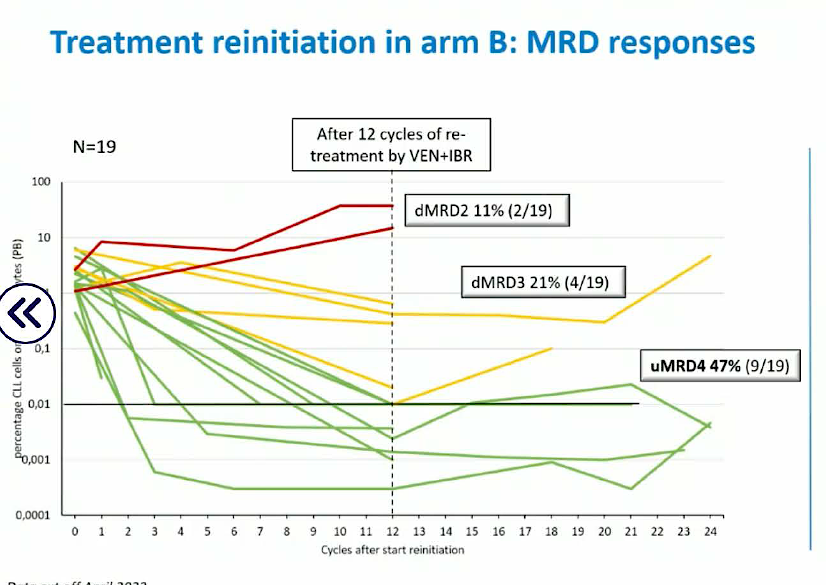 Treatment reinitiation in arm B: MRD responses
N=19
After 12 cycles of re-
treatment by VEN+IBR
dMRD2 11% (2/19)
dMRD3 21% (4/19)
uMRD4 47% (9/19)
percentage CLL cells
(PB)
100
10
0,1
0,01
0,001
0,0001
0 1 2 3 4 5 6 7 8 9 10 11 12 13 14 15 16 17 18 19 20 21 22 23 24
Cycles after start reinitiation